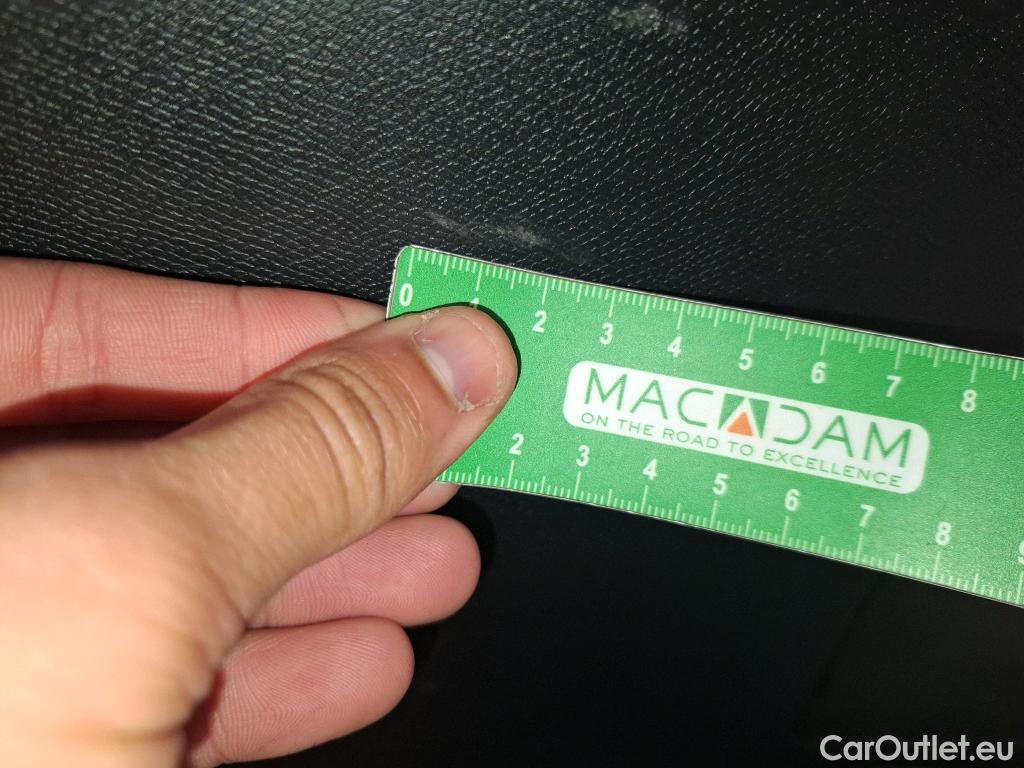 0 1 2 3 4 5 6 7 8
MACADAM
ON THE ROAD TO EXCELLENCE
2 3 4 5 6 7 8 9
CarOutlet.eu